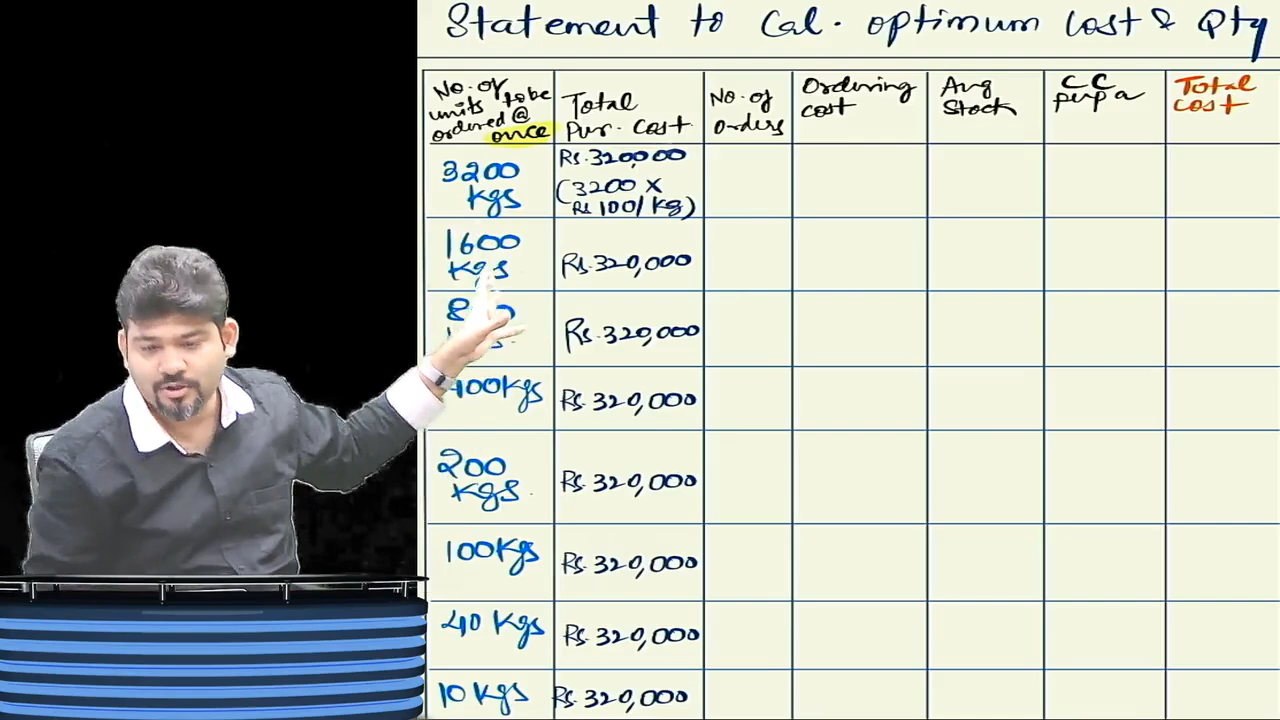 Statement to Cal. optimum Cost & Qty
No. of
units to be
ordered @
once
Total
Pur. Cost
No. of
orders
Ordering
cost
Avg
Stock
C C
pupa
Total
cost
3200
Kgs
Rs. 320,000
(3200 x
Rs 100/Kg)
1600
Kgs
Rs. 320,000
Rs. 320,000
400Kgs
Rs. 320,000
200
Kgs
Rs. 320,000
100Kgs
Rs. 320,000
40 Kgs
Rs. 320,000
10 Kgs
Rs. 320,000